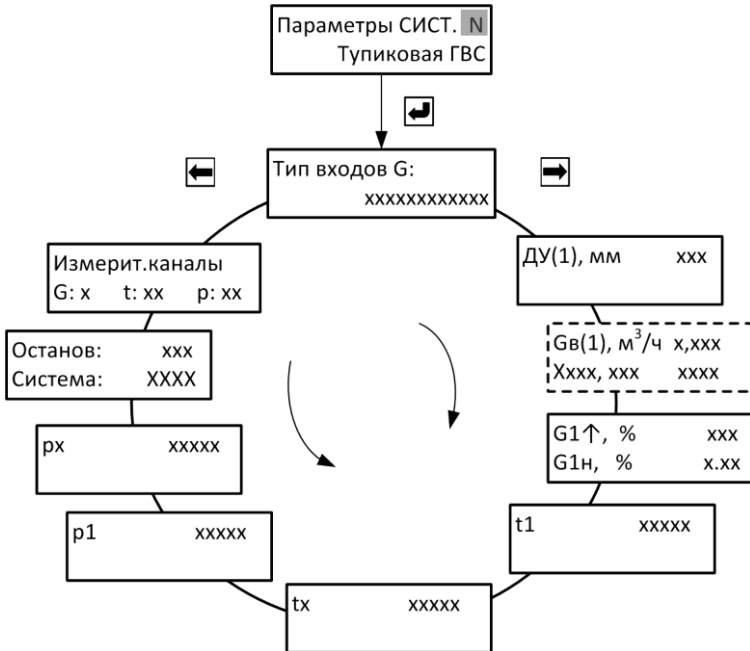 Параметры СИСТ. N
Тупиковая ГВС
Тип входов G:
xxxxxxxxxxxx
ДУ(1), мм xxx
Gв(1), м³/ч x,xxx
Xxxx, xxx xxxx
G1↑, % xxx
G1н, % x.xx
t1 xxxxx
tx xxxxx
p1 xxxxx
px xxxxx
Останов: xxx
Система: XXXX
Измерит.каналы
G: x t: xx p: xx